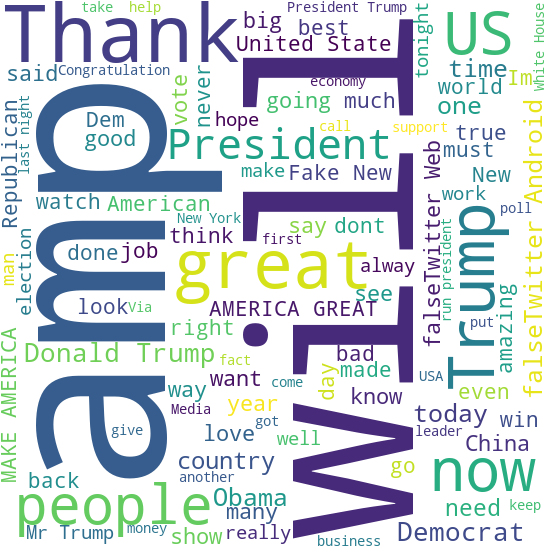 take
help
President Trump
Thank
big
best
United State
tonight
US
White House
said
Congratulation
vote
never
economy
time
Im
world
Republican
last night
Dem
good
going
much
one
hope
call
support
true
President
must
make
Fake New
New
work
watch
American
amp
great
I Will
New York
say
dont
poll
done
job
think
first
alway
falseTwitter Web
falseTwitter Android
Trump
run president
man
election
look
Via
see
put
amazing
AMERICA GREAT
right
bad
made
USA
Donald Trump
fact
want
come
day
know
even
MAKE AMERICA
way
Media
year
got
today
win
give
love
well
leader
China
back
country
another
go
now
people
Obama
many
need
keep
Mr Trump
money
show
really
business
Democrat